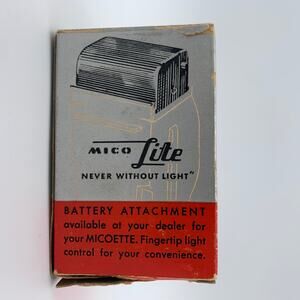 MICO Lite
NEVER WITHOUT LIGHT"
BATTERY ATTACHMENT
available at your dealer for
your MICOETTE. Fingertip light
control for your convenience.